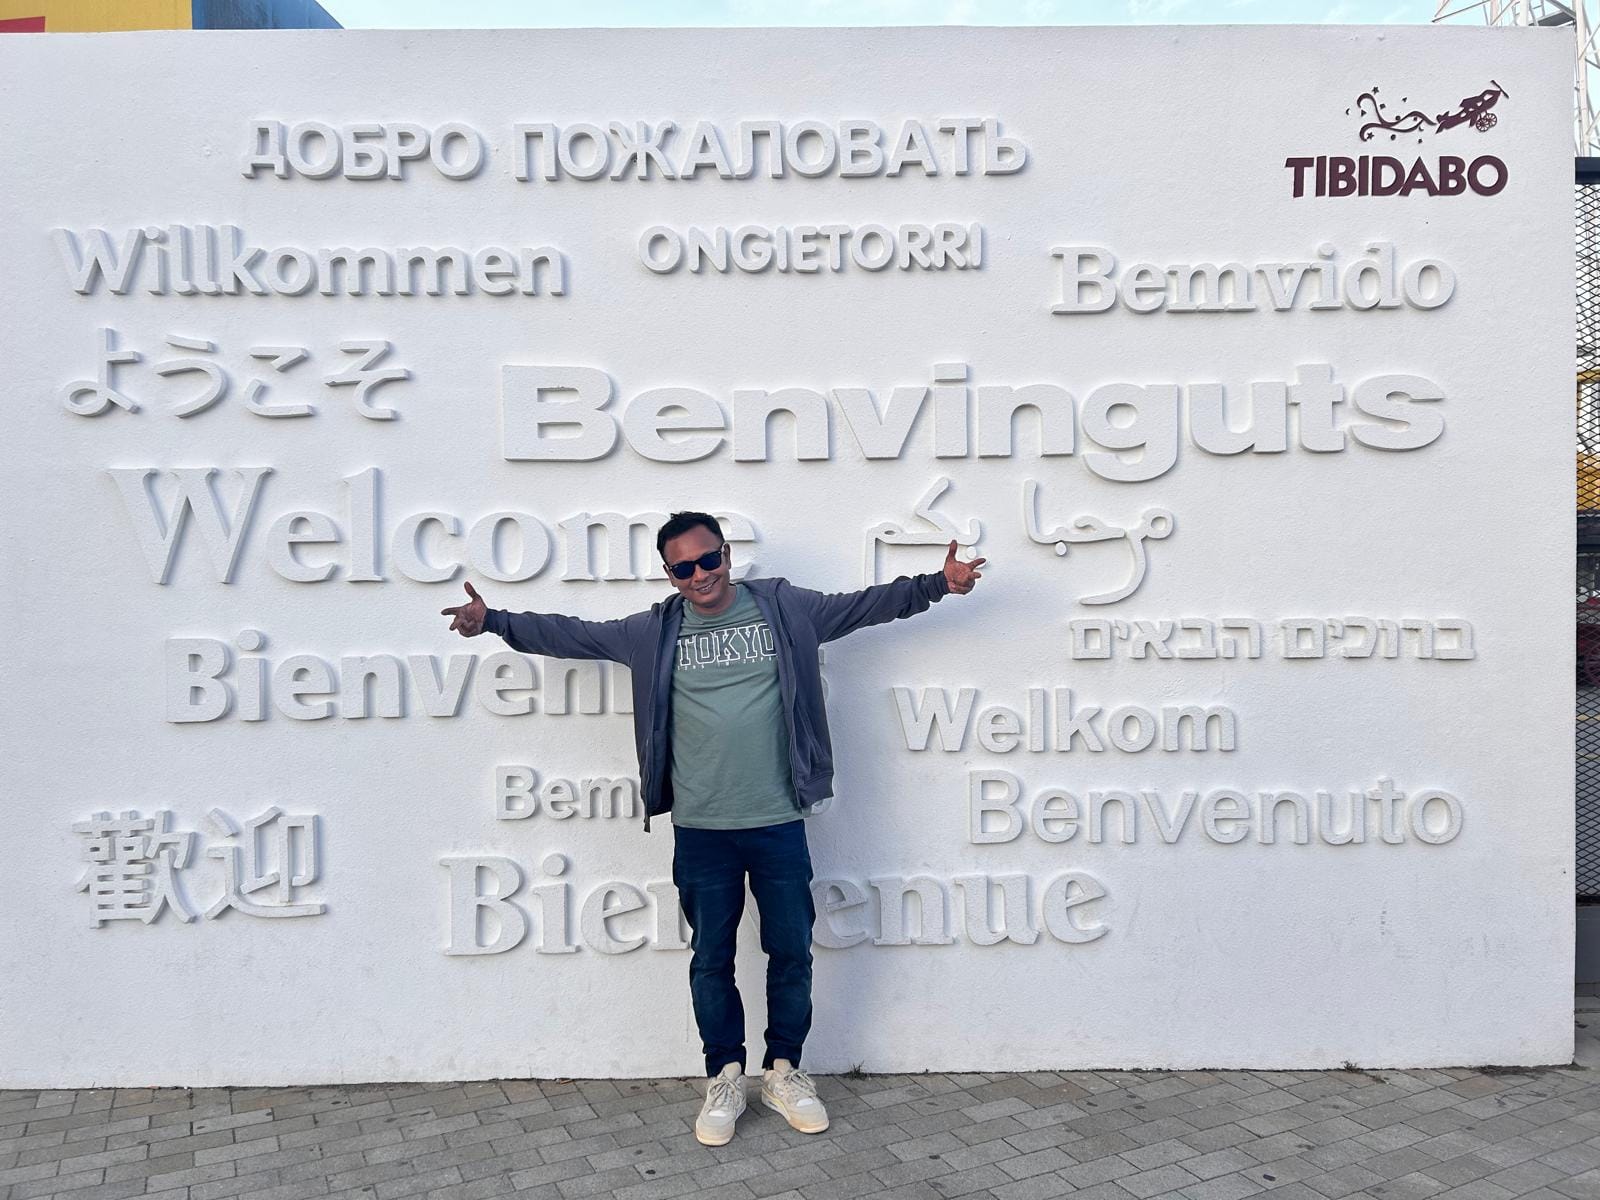 ДОБРО ПОЖАЛОВАТЬ
TIBIDABO
Willkommen
ONGIETORRI
Bemvido
ようこそ
Benvinguts
Welcome
مرحبا بكم
TOKYO
ברוכים הבאים
Welkom
Benvenuto
歡迎